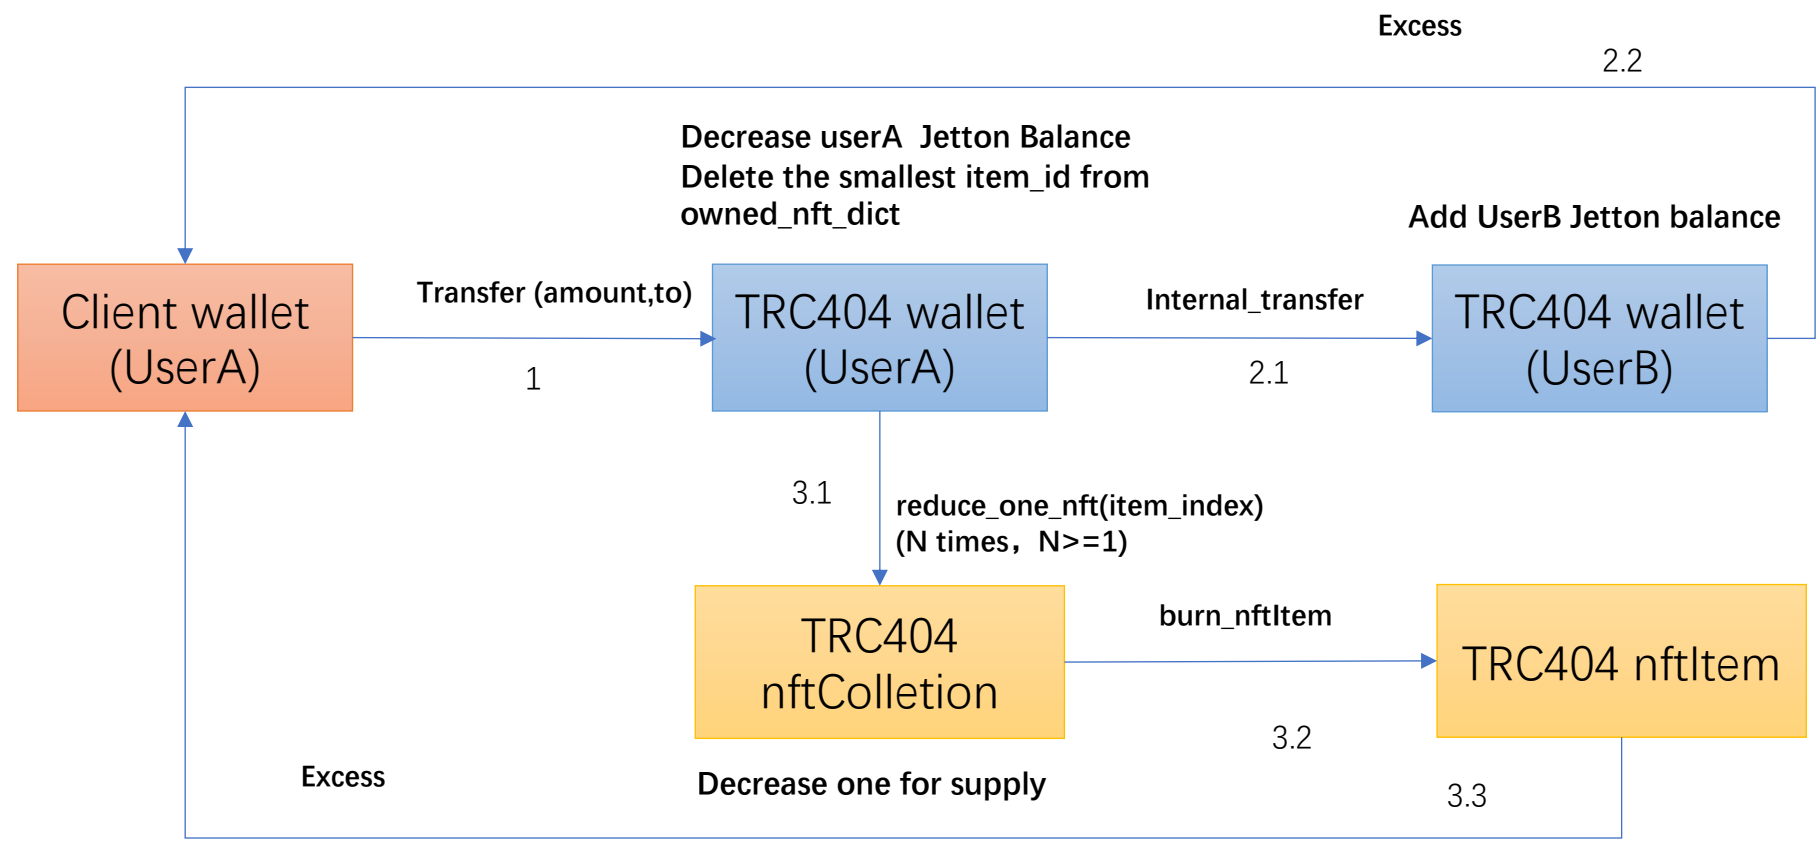 Excess
2.2
Decrease userA  Jetton Balance
Delete the smallest item_id from
owned_nft_dict
Add UserB Jetton balance
Client wallet
(UserA)
Transfer (amount,to)
1
TRC404 wallet
(UserA)
Internal_transfer
2.1
TRC404 wallet
(UserB)
3.1
reduce_one_nft(item_index)
(N times，N>=1)
TRC404
nftColletion
burn_nftItem
3.2
TRC404 nftItem
Excess
Decrease one for supply
3.3